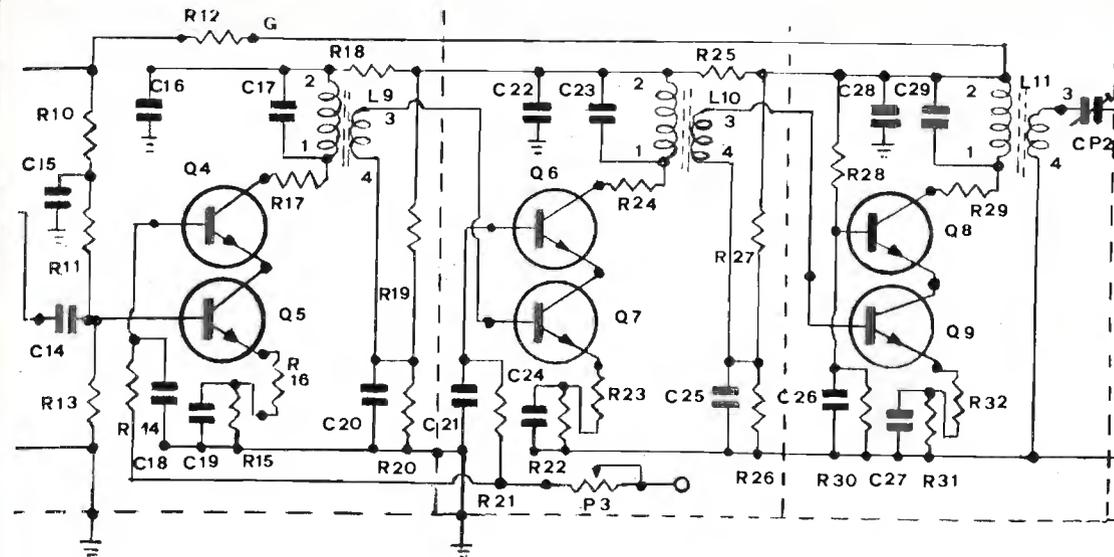 R12
G
R18
R25
C16
C17
2
L9
3
C22
C23
2
L10
3
C28
C29
2
L11
3
CP2
R10
C15
1
4
1
4
1
4
Q4
R17
Q6
R24
R28
Q8
R29
R11
R27
C14
Q5
R19
Q7
Q9
R13
R 14
R 16
C24
R23
C25
C26
R32
C18
C19
R15
C20
R20
C21
R22
R21
P3
R26
R30
C27
R31